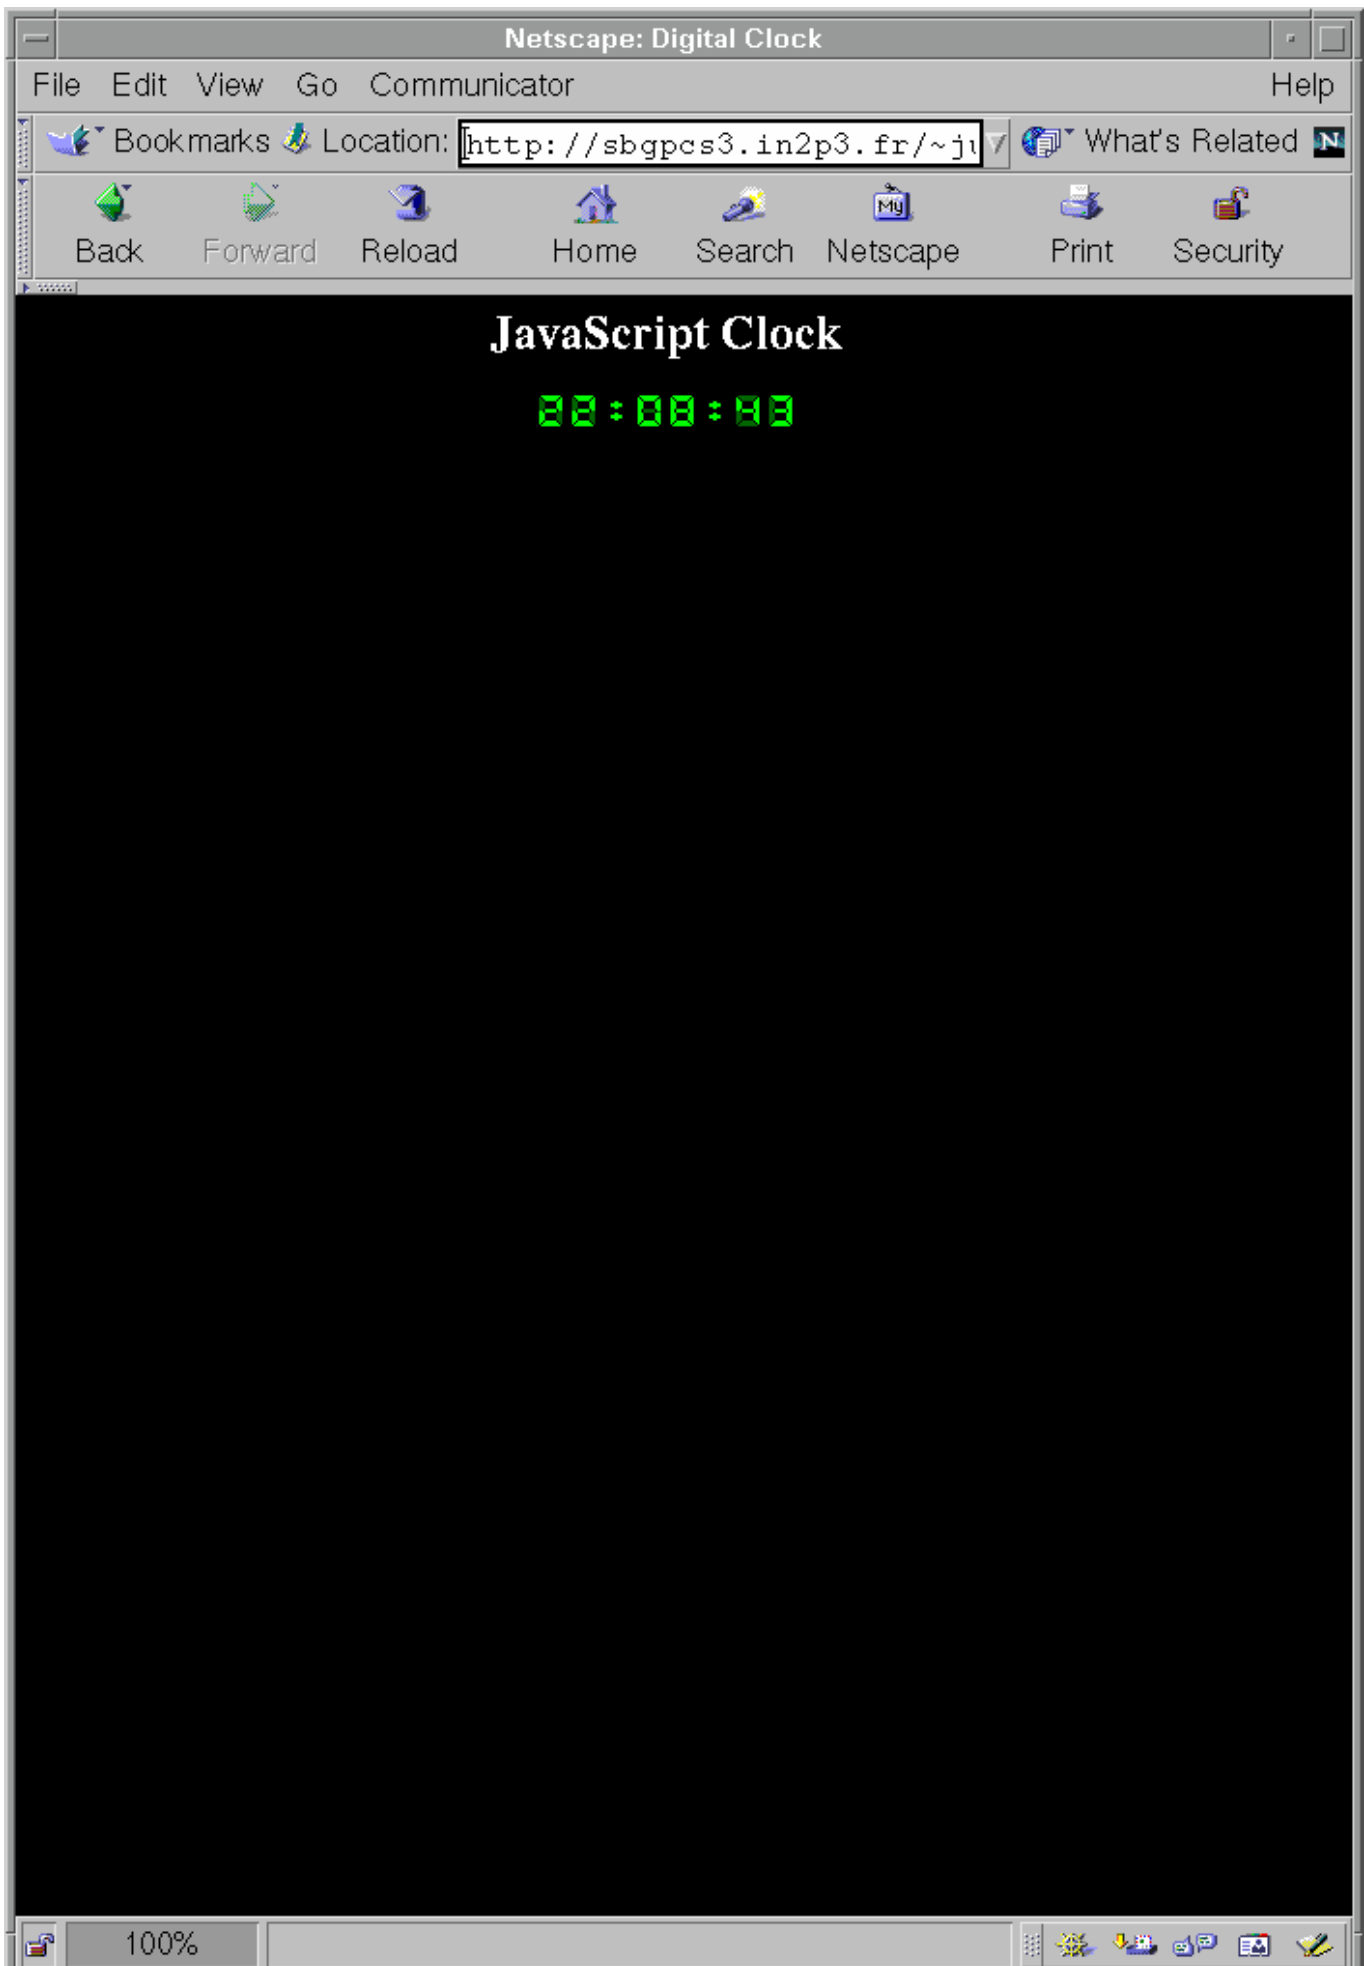 Netscape: Digital Clock
File Edit View Go Communicator Help
Bookmarks Location: http://sbgpcs3.in2p3.fr/~ju What's Related N
My
Back Forward Reload Home Search Netscape Print Security
JavaScript Clock
22:08:43
100%